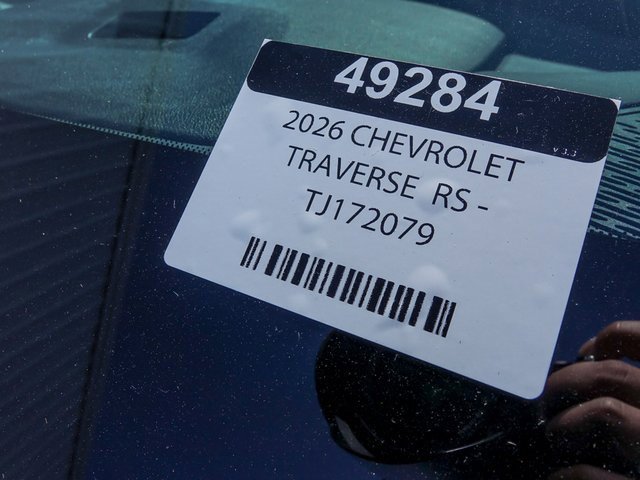 49284
v 3.3
2026 CHEVROLET
TRAVERSE RS -
TJ172079